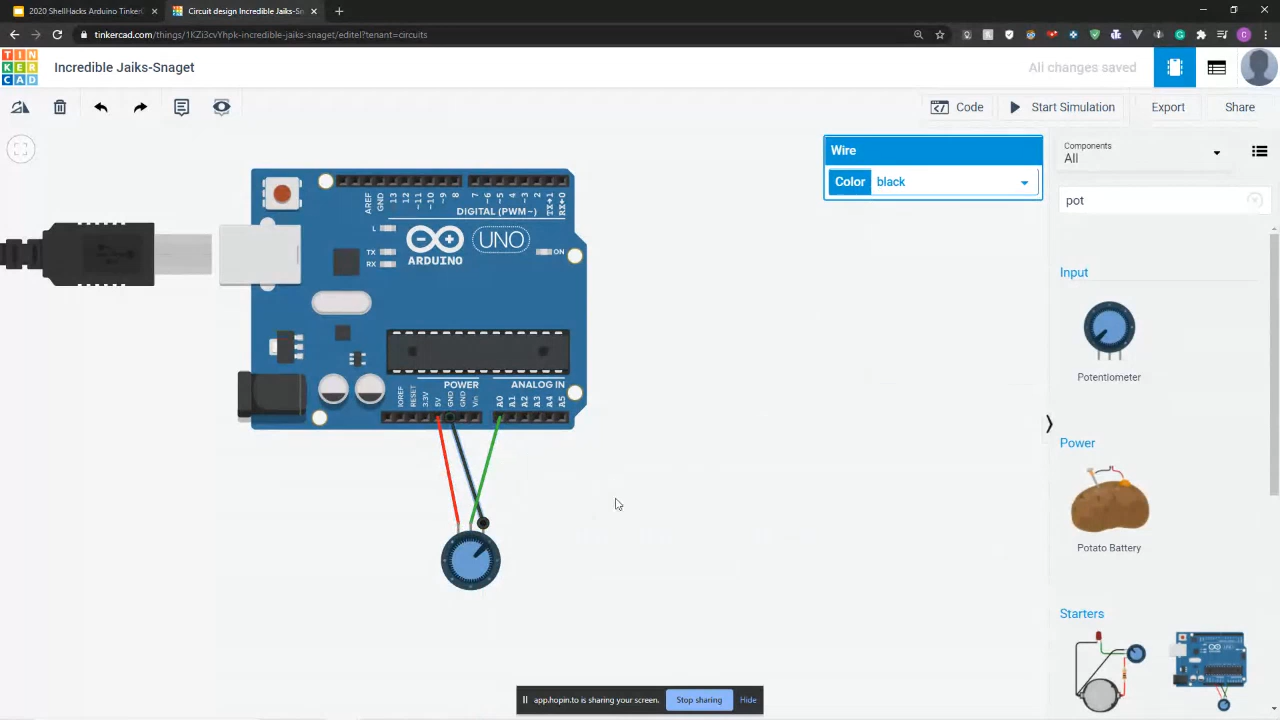 2020 ShellHacks Arduino Tinker
Circuit design Incredible Jaiks-Sn
tinkercad.com/things/1KZi3cvYhpk-incredible-jaiks-snaget/editel?tenant=circuits
TIN
KER
CAD
Incredible Jaiks-Snaget
All changes saved
Code
Start Simulation
Export
Share
Wire
Color
black
Components
All
pot
Input
Potentiometer
Power
Potato Battery
Starters
AREF
GND
13
12
~11
~10
~9
8
7
~6
~5
4
~3
2
TX→1
RX←0
DIGITAL (PWM~)
L
TX
RX
UNO
ARDUINO
ON
POWER
ANALOG IN
IOREF
RESET
3.3V
5V
GND
GND
Vin
A0
A1
A2
A3
A4
A5
app.hopin.to is sharing your screen.
Stop sharing
Hide